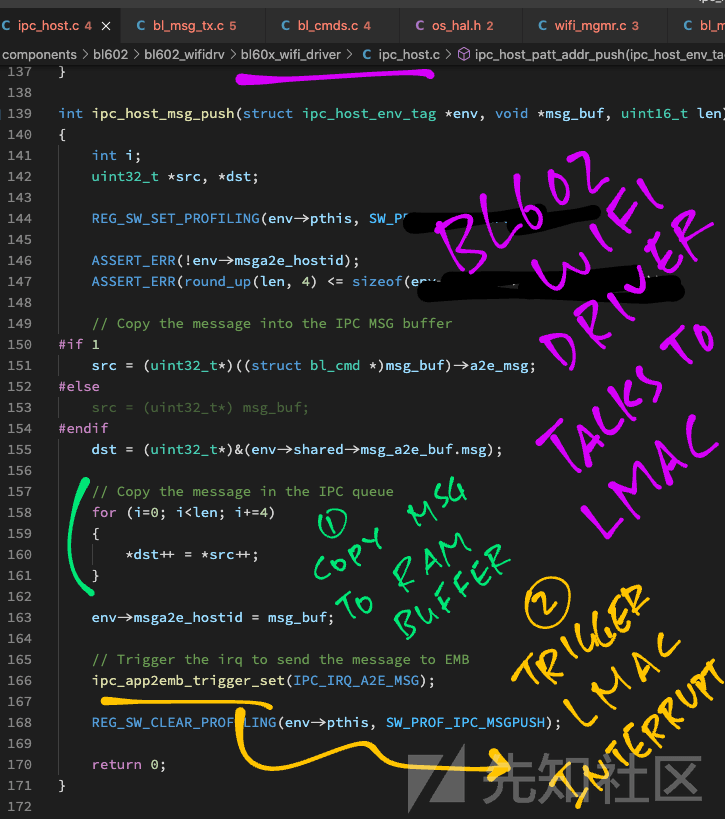 ipc_host.c 4 × bl_msg_tx.c 5 bl_cmds.c 4 os_hal.h 2 wifi_mgmr.c 3 bl_m
components > bl602 > bl602_wifidrv > bl60x_wifi_driver > ipc_host.c > ipc_host_patt_addr_push(ipc_host_env_ta
137 }
138
139 int ipc_host_msg_push(struct ipc_host_env_tag *env, void *msg_buf, uint16_t len)
140 {
141 int i;
142 uint32_t *src, *dst;
143
144 REG_SW_SET_PROFILING(env->pthis, SW_PR
145
146 ASSERT_ERR(!env->msga2e_hostid);
147 ASSERT_ERR(round_up(len, 4) <= sizeof(env
148
149 // Copy the message into the IPC MSG buffer
150 #if 1
151 src = (uint32_t*)((struct bl_cmd *)msg_buf)->a2e_msg;
152 #else
153 src = (uint32_t*) msg_buf;
154 #endif
155 dst = (uint32_t*)&(env->shared->msg_a2e_buf.msg);
156
157 // Copy the message in the IPC queue
158 for (i=0; i<len; i+=4)
159 {
160 *dst++ = *src++;
161 }
162
163 env->msga2e_hostid = msg_buf;
164
165 // Trigger the irq to send the message to EMB
166 ipc_app2emb_trigger_set(IPC_IRQ_A2E_MSG);
167
168 REG_SW_CLEAR_PROFILING(env->pthis, SW_PROF_IPC_MSGPUSH);
169
170 return 0;
171 }
172
BL602
WIFI
DRIVER
TALKS TO
LMAC
1
COPY MSG
TO RAM
BUFFER
2
TRIGGER
LMAC
INTERRUPT
先知社区